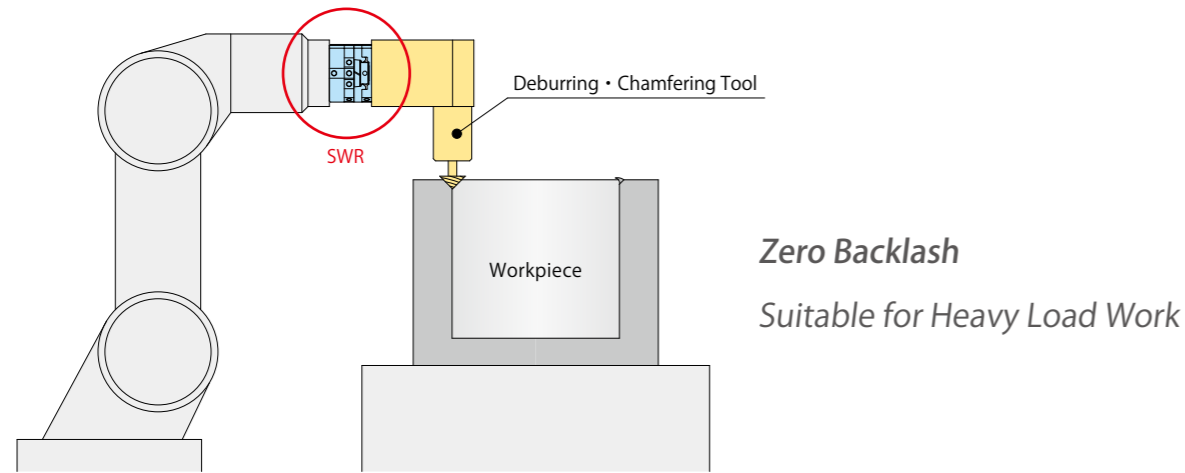 Deburring・Chamfering Tool
SWR
Workpiece
Zero Backlash
Suitable for Heavy Load Work